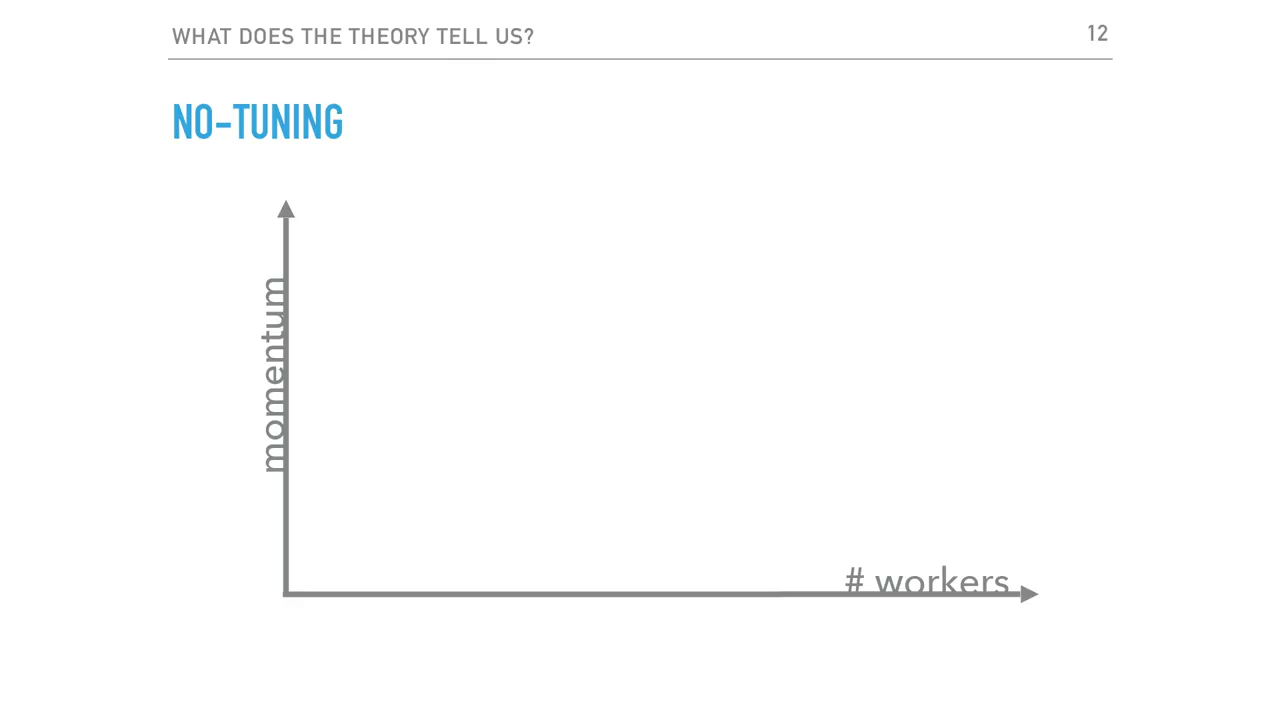 WHAT DOES THE THEORY TELL US?
12
NO-TUNING
momentum
# workers